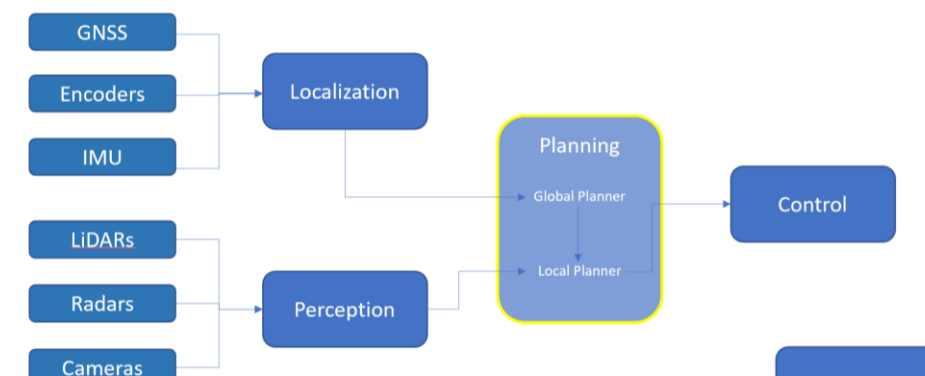 GNSS
Encoders
IMU
Localization
LiDARs
Radars
Cameras
Perception
Planning
Global Planner
Local Planner
Control